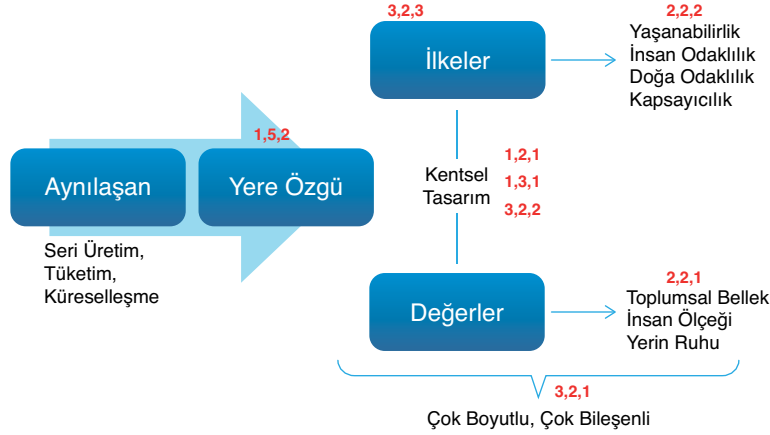 3,2,3
İlkeler
2,2,2
Yaşanabilirlik
İnsan Odaklılık
Doğa Odaklılık
Kapsayıcılık
1,5,2
Aynılaşan
Yere Özgü
Seri Üretim,
Tüketim,
Küreselleşme
Kentsel
Tasarım
1,2,1
1,3,1
3,2,2
Değerler
2,2,1
Toplumsal Bellek
İnsan Ölçeği
Yerin Ruhu
3,2,1
Çok Boyutlu, Çok Bileşenli